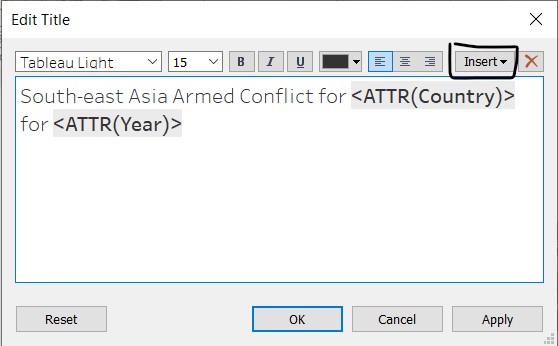 Edit Title
Tableau Light 15 B I U Insert
South-east Asia Armed Conflict for <ATTR(Country)>
for <ATTR(Year)>
Reset OK Cancel Apply